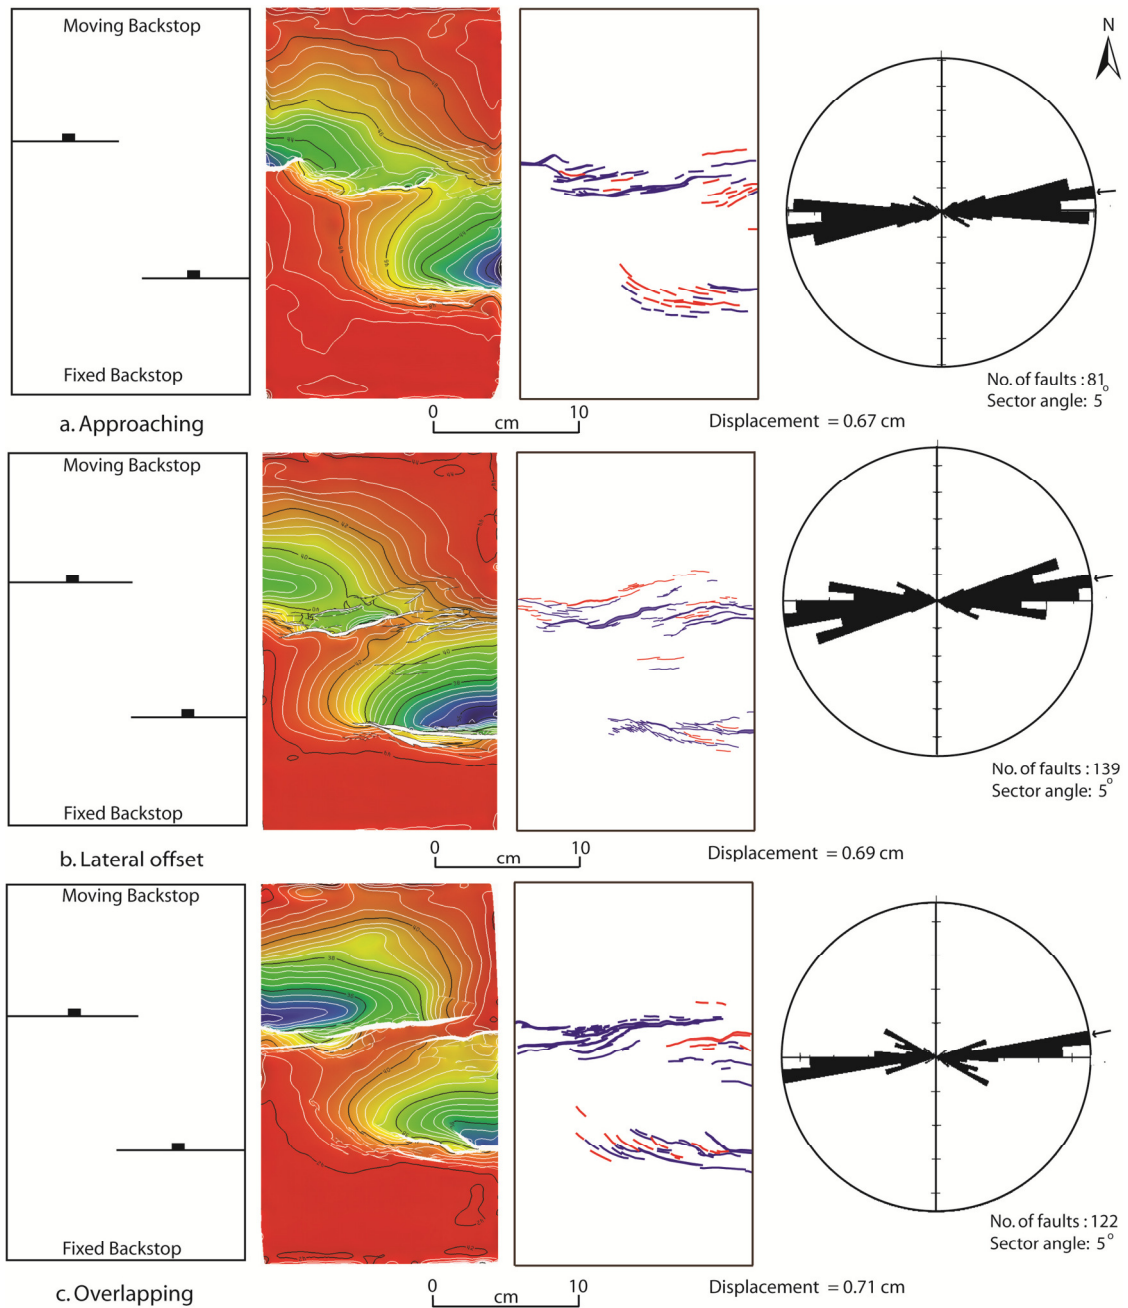 Moving Backstop
N
Fixed Backstop
No. of faults : 81
Sector angle: 5°
a. Approaching
0 10
cm
Displacement = 0.67 cm
Moving Backstop
Fixed Backstop
No. of faults : 139
Sector angle: 5°
b. Lateral offset
0 10
cm
Displacement = 0.69 cm
Moving Backstop
Fixed Backstop
No. of faults : 122
Sector angle: 5°
c. Overlapping
0 10
cm
Displacement = 0.71 cm